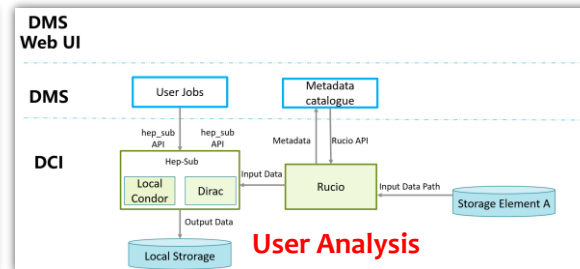 DMS
Web UI
DMS
User Jobs
Metadata
catalogue
hep_sub
API
hep_sub
API
Metadata
Rucio API
DCI
Hep-Sub
Local
Condor
Dirac
Input Data
Rucio
Input Data Path
Storage Element A
Output Data
Local Strorage
User Analysis